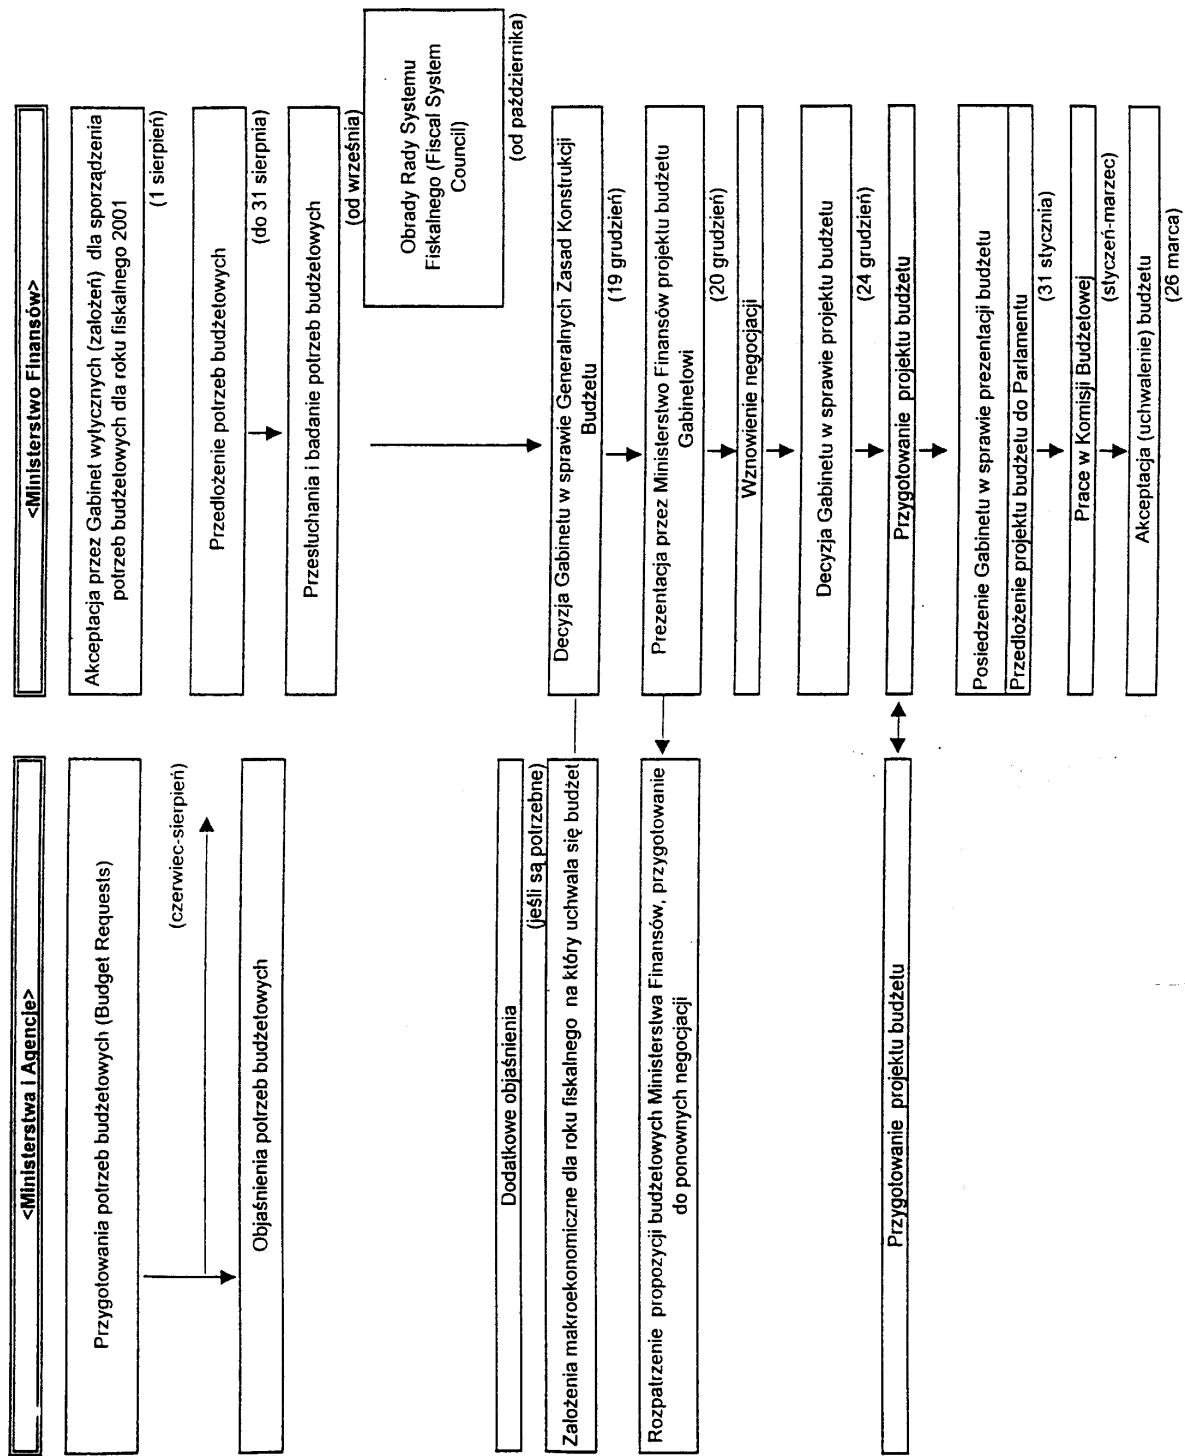 <Ministerstwa i Agencje>
Przygotowania potrzeb budżetowych (Budget Requests)
(czerwiec-sierpień)
Objaśnienia potrzeb budżetowych
Dodatkowe objaśnienia
(jeśli są potrzebne)
Założenia makroekonomiczne dla roku fiskalnego na który uchwala się budżet
Rozpatrzenie propozycji budżetowych Ministerstwa Finansów, przygotowanie
do ponownych negocjacji
Przygotowanie projektu budżetu
<Ministerstwo Finansów>
Akceptacja przez Gabinet wytycznych (założeń) dla sporządzenia
potrzeb budżetowych dla roku fiskalnego 2001
(1 sierpień)
Przedłożenie potrzeb budżetowych
(do 31 sierpnia)
Przesłuchania i badanie potrzeb budżetowych
(od września)
Obrady Rady Systemu
Fiskalnego (Fiscal System
Council)
(od października)
Decyzja Gabinetu w sprawie Generalnych Zasad Konstrukcji
Budżetu
(19 grudzień)
Prezentacja przez Ministerstwo Finansów projektu budżetu
Gabinetowi
(20 grudzień)
Wznowienie negocjacji
Decyzja Gabinetu w sprawie projektu budżetu
(24 grudzień)
Przygotowanie projektu budżetu
Posiedzenie Gabinetu w sprawie prezentacji budżetu
Przedłożenie projektu budżetu do Parlamentu
(31 stycznia)
Prace w Komisji Budżetowej
(styczeń-marzec)
Akceptacja (uchwalenie) budżetu
(26 marca)